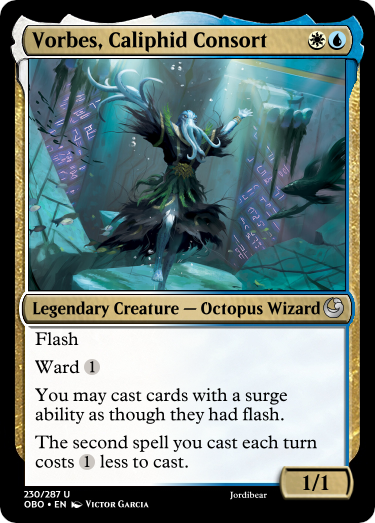 Vorbes, Caliphid Consort
Legendary Creature — Octopus Wizard
Flash
Ward 1
You may cast cards with a surge
ability as though they had flash.
The second spell you cast each turn
costs 1 less to cast.
1/1
230/287 U
OBO • EN Victor Garcia
Jordibear